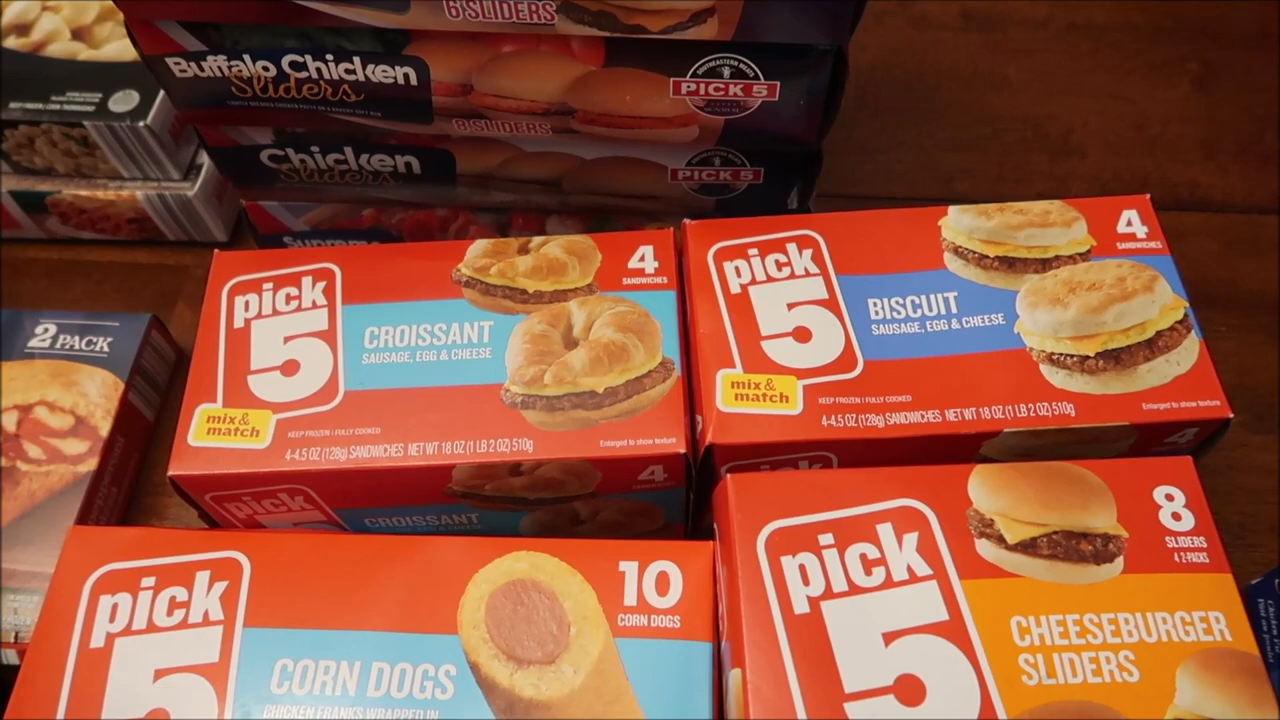 6 SLIDERS
Buffalo Chicken
Sliders
PICK 5
8 SLIDERS
Chicken
Sliders
PICK 5
Supreme
2 PACK
pick
5
mix &
match
CROISSANT
SAUSAGE, EGG & CHEESE
4
SANDWICHES
KEEP FROZEN | FULLY COOKED
4-4.5 OZ (128g) SANDWICHES NET WT 18 OZ (1 LB 2 OZ) 510g
Enlarged to show texture
pick
5
CROISSANT
4
pick
5
mix &
match
BISCUIT
SAUSAGE, EGG & CHEESE
4
SANDWICHES
KEEP FROZEN | FULLY COOKED
4-4.5 OZ (128g) SANDWICHES NET WT 18 OZ (1 LB 2 OZ) 510g
Enlarged to show texture
pick
4
pick
5
CORN DOGS
CHICKEN FRANKS WRAPPED IN
10
CORN DOGS
pick
5
8
SLIDERS
4 2-PACKS
CHEESEBURGER
SLIDERS